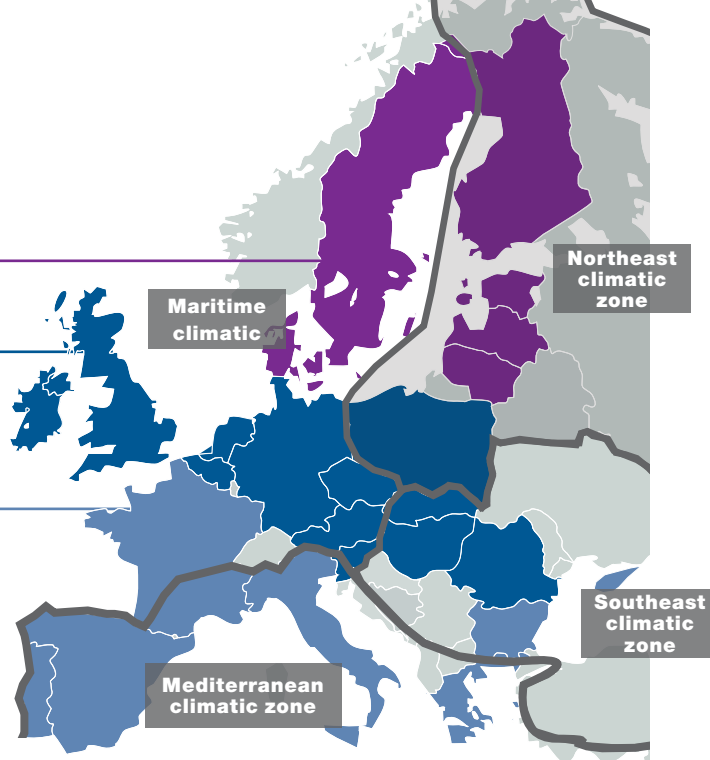 Northeast
climatic
zone
Maritime
climatic
Southeast
climatic
zone
Mediterranean
climatic zone